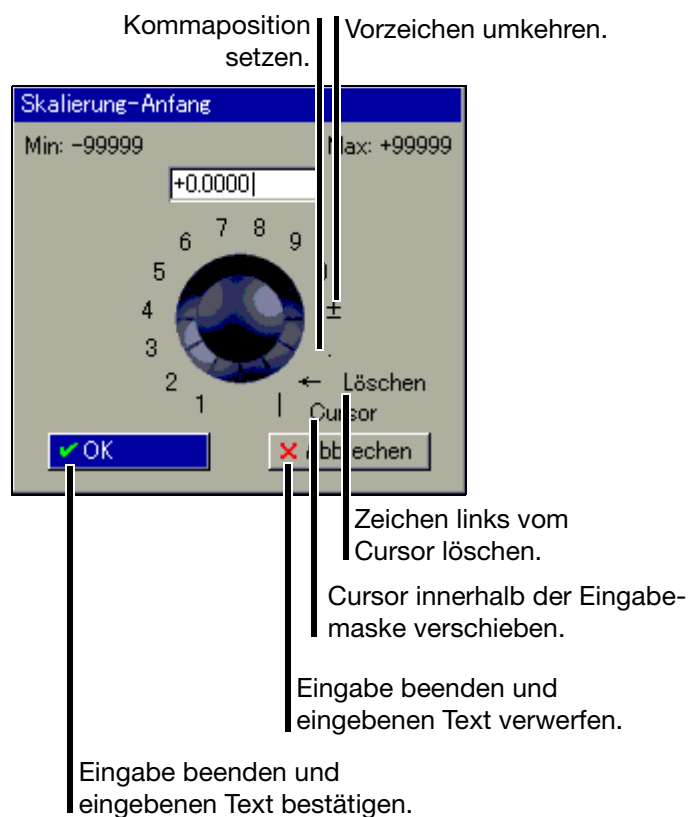 Kommaposition
setzen.
Vorzeichen umkehren.
Skalierung-Anfang
Min: -99999
Max: +99999
+0.0000
7 8
6 9
5
4 ±
3 .
2 ← Löschen
1 | Cursor
OK
Abbrechen
Zeichen links vom
Cursor löschen.
Cursor innerhalb der Eingabe-
maske verschieben.
Eingabe beenden und
eingebenen Text verwerfen.
Eingabe beenden und
eingebenen Text bestätigen.